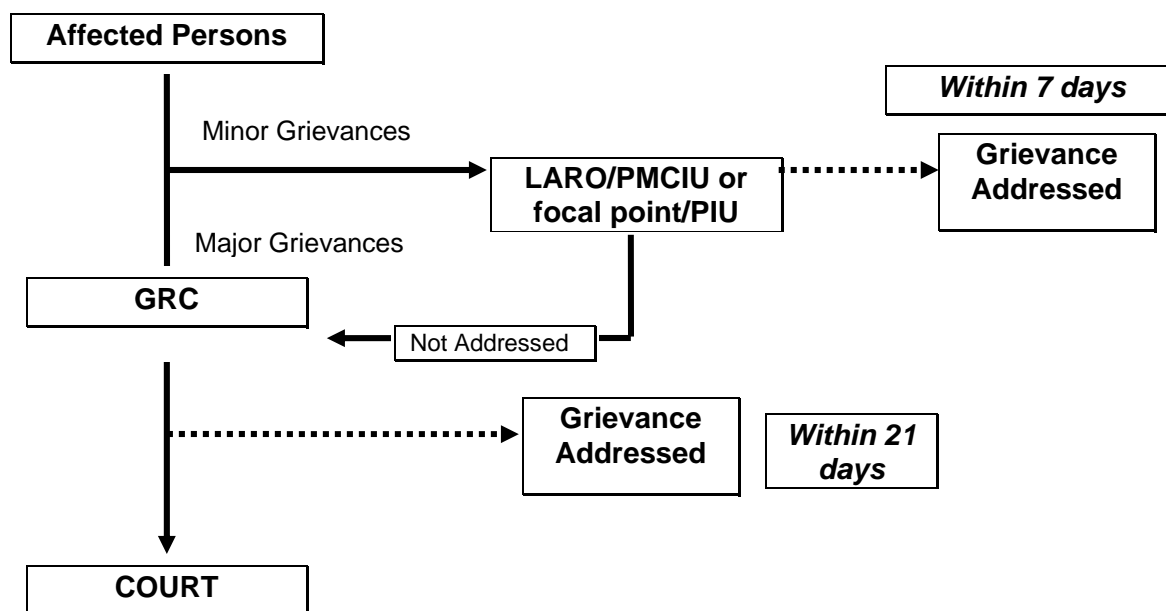 Affected Persons
Within 7 days
Minor Grievances
Grievance
Addressed
LARO/PMCIU or
focal point/PIU
Major Grievances
GRC
Not Addressed
Grievance
Addressed
Within 21
days
COURT